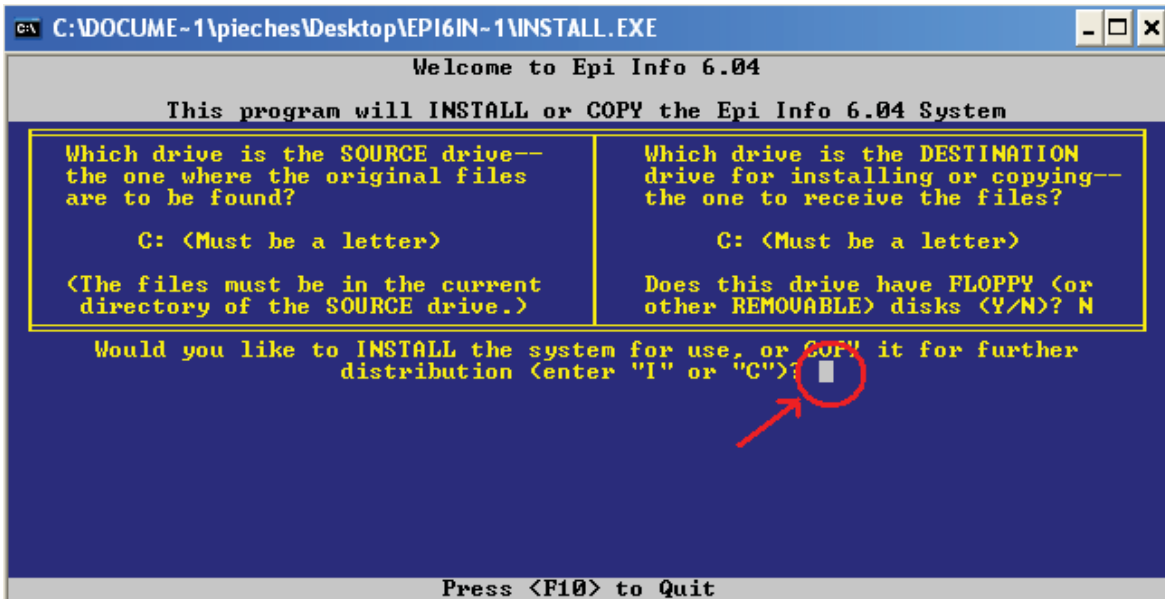 C:\DOCUME~1\pieches\Desktop\EPI6IN~1\INSTALL.EXE
Welcome to Epi Info 6.04
This program will INSTALL or COPY the Epi Info 6.04 System
Which drive is the SOURCE drive--
the one where the original files
are to be found?
C: (Must be a letter)
(The files must be in the current
directory of the SOURCE drive.)
Which drive is the DESTINATION
drive for installing or copying--
the one to receive the files?
C: (Must be a letter)
Does this drive have FLOPPY (or
other REMOVABLE) disks (Y/N)? N
Would you like to INSTALL the system for use, or COPY it for further
distribution (enter "I" or "C")?
Press <F10> to Quit